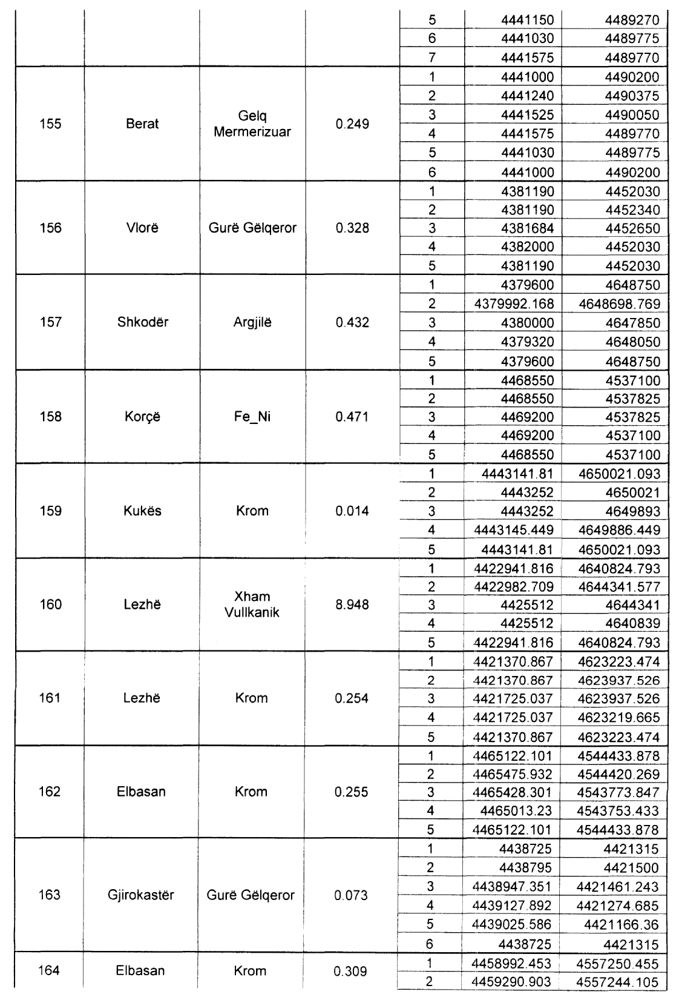 5 4441150 4489270
6 4441030 4489775
7 4441575 4489770
155 Berat Gelq Mermerizuar 0.249
1 4441000 4490200
2 4441240 4490375
3 4441525 4490050
4 4441575 4489770
5 4441030 4489775
6 4441000 4490200
156 Vlorë Gurë Gëlqeror 0.328
1 4381190 4452030
2 4381190 4452340
3 4381684 4452650
4 4382000 4452030
5 4381190 4452030
157 Shkodër Argjilë 0.432
1 4379600 4648750
2 4379992.168 4648698.769
3 4380000 4647850
4 4379320 4648050
5 4379600 4648750
158 Korçë Fe_Ni 0.471
1 4468550 4537100
2 4468550 4537825
3 4469200 4537825
4 4469200 4537100
5 4468550 4537100
159 Kukës Krom 0.014
1 4443141.81 4650021.093
2 4443252 4650021
3 4443252 4649893
4 4443145.449 4649886.449
5 4443141.81 4650021.093
160 Lezhë Xham Vullkanik 8.948
1 4422941.816 4640824.793
2 4422982.709 4644341.577
3 4425512 4644341
4 4425512 4640839
5 4422941.816 4640824.793
161 Lezhë Krom 0.254
1 4421370.867 4623223.474
2 4421370.867 4623937.526
3 4421725.037 4623937.526
4 4421725.037 4623219.665
5 4421370.867 4623223.474
162 Elbasan Krom 0.255
1 4465122.101 4544433.878
2 4465475.932 4544420.269
3 4465428.301 4543773.847
4 4465013.23 4543753.433
5 4465122.101 4544433.878
163 Gjirokastër Gurë Gëlqeror 0.073
1 4438725 4421315
2 4438795 4421500
3 4438947.351 4421461.243
4 4439127.892 4421274.685
5 4439025.586 4421166.36
6 4438725 4421315
164 Elbasan Krom 0.309
1 4458992.453 4557250.455
2 4459290.903 4557244.105